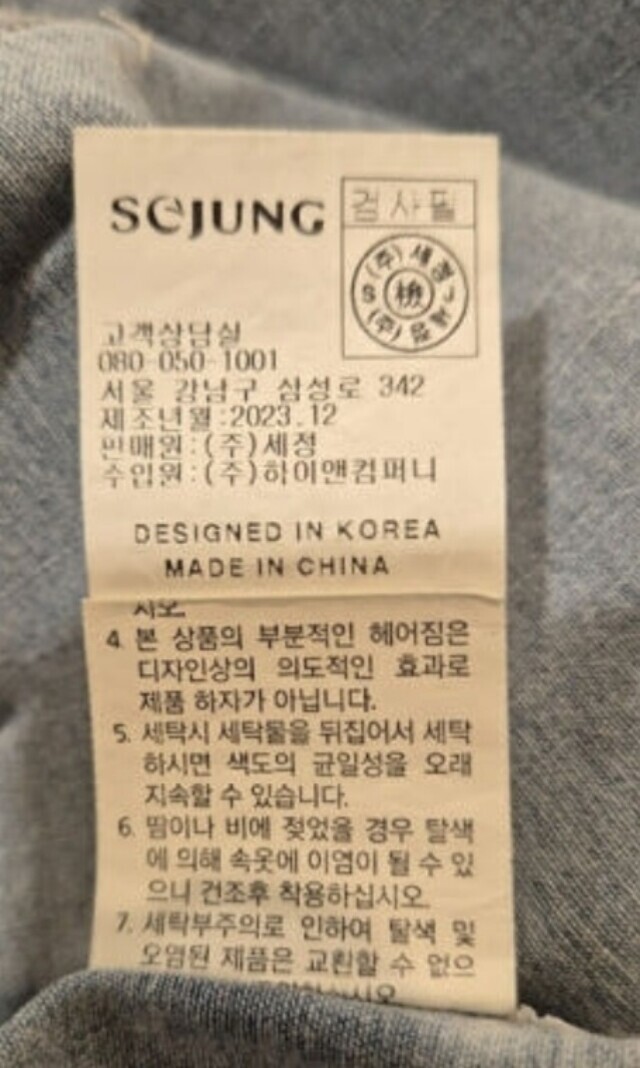 SeJUNG
검사필
(주)세정
檢
고객상담실
080-050-1001
서울 강남구 삼성로 342
제조년월:2023.12
판매원:(주)세정
수입원:(주)하이앤컴퍼니
DESIGNED IN KOREA
MADE IN CHINA
시오.
4. 본 상품의 부분적인 헤어짐은
디자인상의 의도적인 효과로
제품 하자가 아닙니다.
5. 세탁시 세탁물을 뒤집어서 세탁
하시면 색도의 균일성을 오래
지속할 수 있습니다.
6. 땀이나 비에 젖었을 경우 탈색
에 의해 속옷에 이염이 될 수 있
으니 건조후 착용하십시오.
7. 세탁부주의로 인하여 탈색 및
오염된 제품은 교환할 수 없으